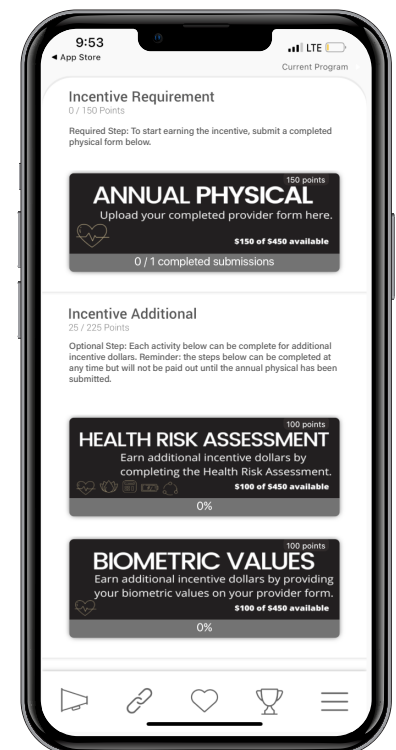 9:53
LTE
App Store
Current Program
Incentive Requirement
0 / 150 Points
Required Step: To start earning the incentive, submit a completed
physical form below.
150 points
ANNUAL PHYSICAL
Upload your completed provider form here.
$150 of $450 available
0 / 1 completed submissions
Incentive Additional
25 / 225 Points
Optional Step: Each activity below can be complete for additional
incentive dollars. Reminder: the steps below can be completed at
any time but will not be paid out until the annual physical has been
submitted.
100 points
HEALTH RISK ASSESSMENT
Earn additional incentive dollars by
completing the Health Risk Assessment.
$100 of $450 available
0%
100 points
BIOMETRIC VALUES
Earn additional incentive dollars by providing
your biometric values on your provider form.
$100 of $450 available
0%